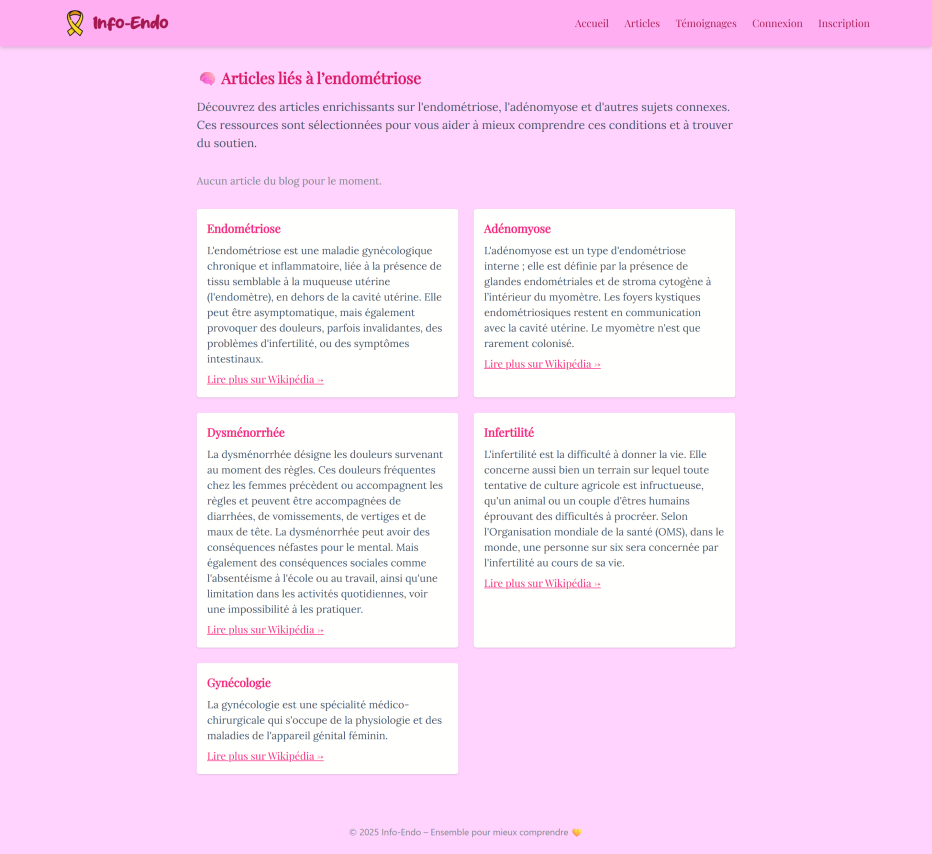 Info-Endo
Accueil Articles Témoignages Connexion Inscription
Articles liés à l'endométriose
Découvrez des articles enrichissants sur l'endométriose, l'adénomyose et d'autres sujets connexes.
Ces ressources sont sélectionnées pour vous aider à mieux comprendre ces conditions et à trouver
du soutien.
Aucun article du blog pour le moment.
Endométriose
L'endométriose est une maladie gynécologique
chronique et inflammatoire, liée à la présence de
tissu semblable à la muqueuse utérine
(l'endomètre), en dehors de la cavité utérine. Elle
peut être asymptomatique, mais également
provoquer des douleurs, parfois invalidantes, des
problèmes d'infertilité, ou des symptômes
intestinaux.
Lire plus sur Wikipédia →
Adénomyose
L'adénomyose est un type d'endométriose
interne ; elle est définie par la présence de
glandes endométriales et de stroma cytogène à
l'intérieur du myomètre. Les foyers kystiques
endométriosiques restent en communication
avec la cavité utérine. Le myomètre n'est que
rarement colonisé.
Lire plus sur Wikipédia →
Dysménorrhée
La dysménorrhée désigne les douleurs survenant
au moment des règles. Ces douleurs fréquentes
chez les femmes précèdent ou accompagnent les
règles et peuvent être accompagnées de
diarrhées, de vomissements, de vertiges et de
maux de tête. La dysménorrhée peut avoir des
conséquences néfastes pour le mental. Mais
également des conséquences sociales comme
l'absentéisme à l'école ou au travail, ainsi qu'une
limitation dans les activités quotidiennes, voir
une impossibilité à les pratiquer.
Lire plus sur Wikipédia →
Infertilité
L'infertilité est la difficulté à donner la vie. Elle
concerne aussi bien un terrain sur lequel toute
tentative de culture agricole est infructueuse,
qu'un animal ou un couple d'êtres humains
éprouvant des difficultés à procréer. Selon
l'Organisation mondiale de la santé (OMS), dans le
monde, une personne sur six sera concernée par
l'infertilité au cours de sa vie.
Lire plus sur Wikipédia →
Gynécologie
La gynécologie est une spécialité médico-
chirurgicale qui s'occupe de la physiologie et des
maladies de l'appareil génital féminin.
Lire plus sur Wikipédia →
© 2025 Info-Endo – Ensemble pour mieux comprendre 💛